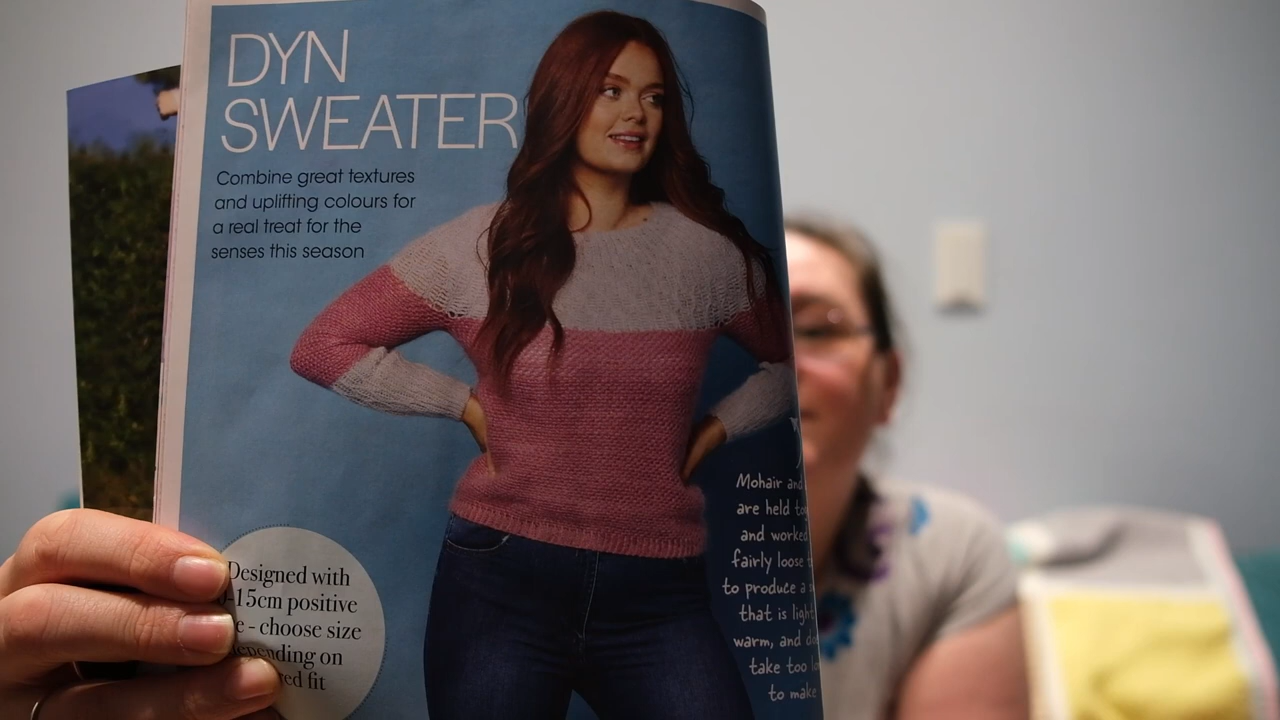 DYN
SWEATER
Combine great textures
and uplifting colours for
a real treat for the
senses this season
Designed with
-15cm positive
- choose size
depending on
fit
Mohair and
are held
and worked
fairly loose
to produce a
that is light
warm, and
take too
to make